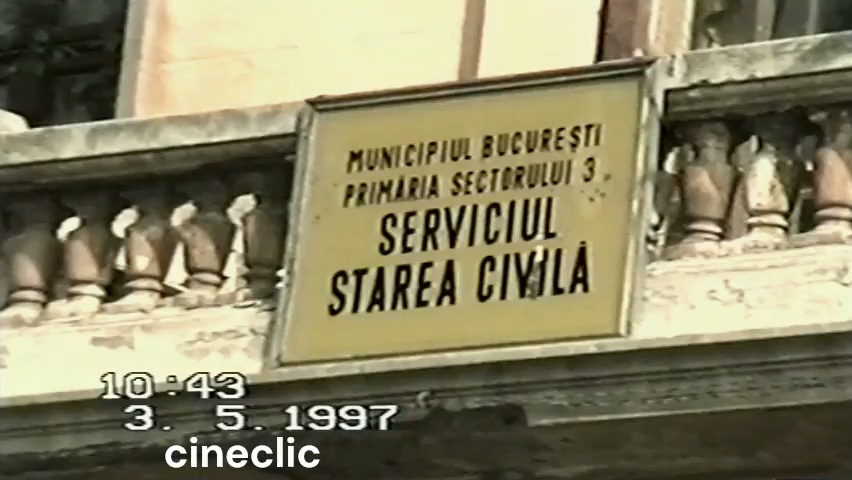 MUNICIPIUL BUCUREȘTI
PRIMĂRIA SECTORULUI 3
SERVICIUL
STAREA CIVILĂ
10:43
3. 5. 1997
cineclic